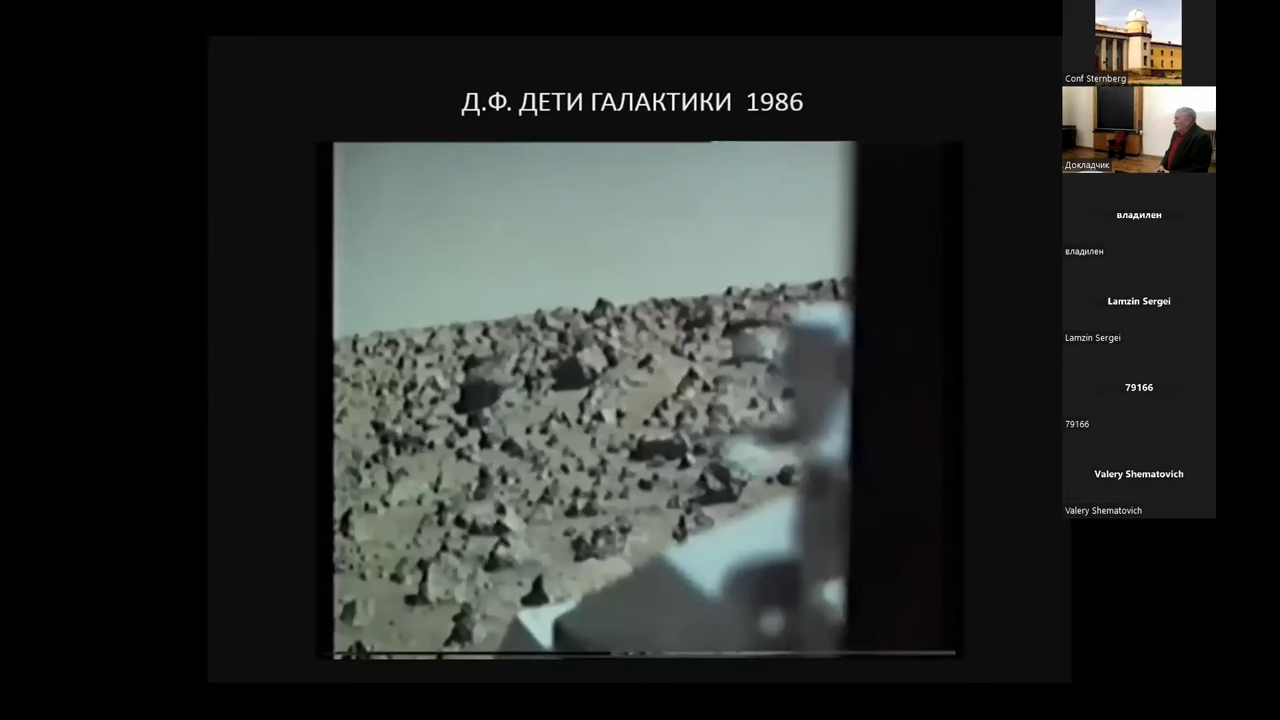 Д.Ф. ДЕТИ ГАЛАКТИКИ 1986
Conf Sternberg
Докладчик
владилен
владилен
Lamzin Sergei
Lamzin Sergei
79166
79166
Valery Shematovich
Valery Shematovich